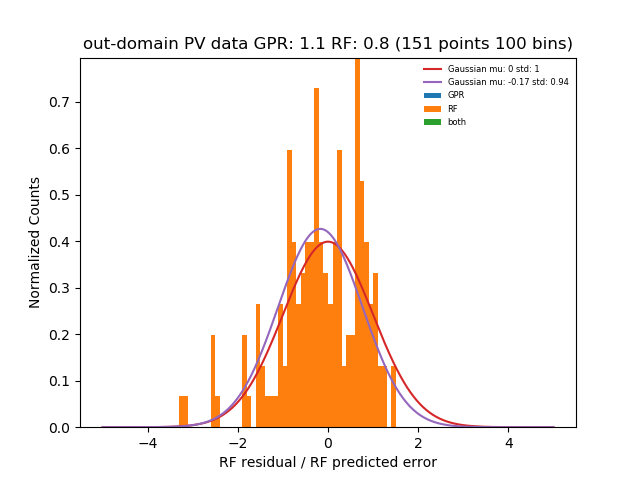 out-domain PV data GPR: 1.1 RF: 0.8 (151 points 100 bins)
Gaussian mu: 0 std: 1
Gaussian mu: -0.17 std: 0.94
GPR
RF
both
Normalized Counts
0.7
0.6
0.5
0.4
0.3
0.2
0.1
0.0
−4
−2
0
2
4
RF residual / RF predicted error